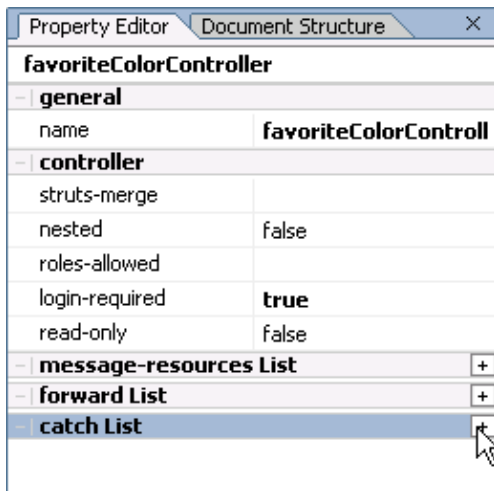 Property Editor Document Structure
favoriteColorController
general
name favoriteColorControll
controller
struts-merge
nested false
roles-allowed
login-required true
read-only false
message-resources List
forward List
catch List